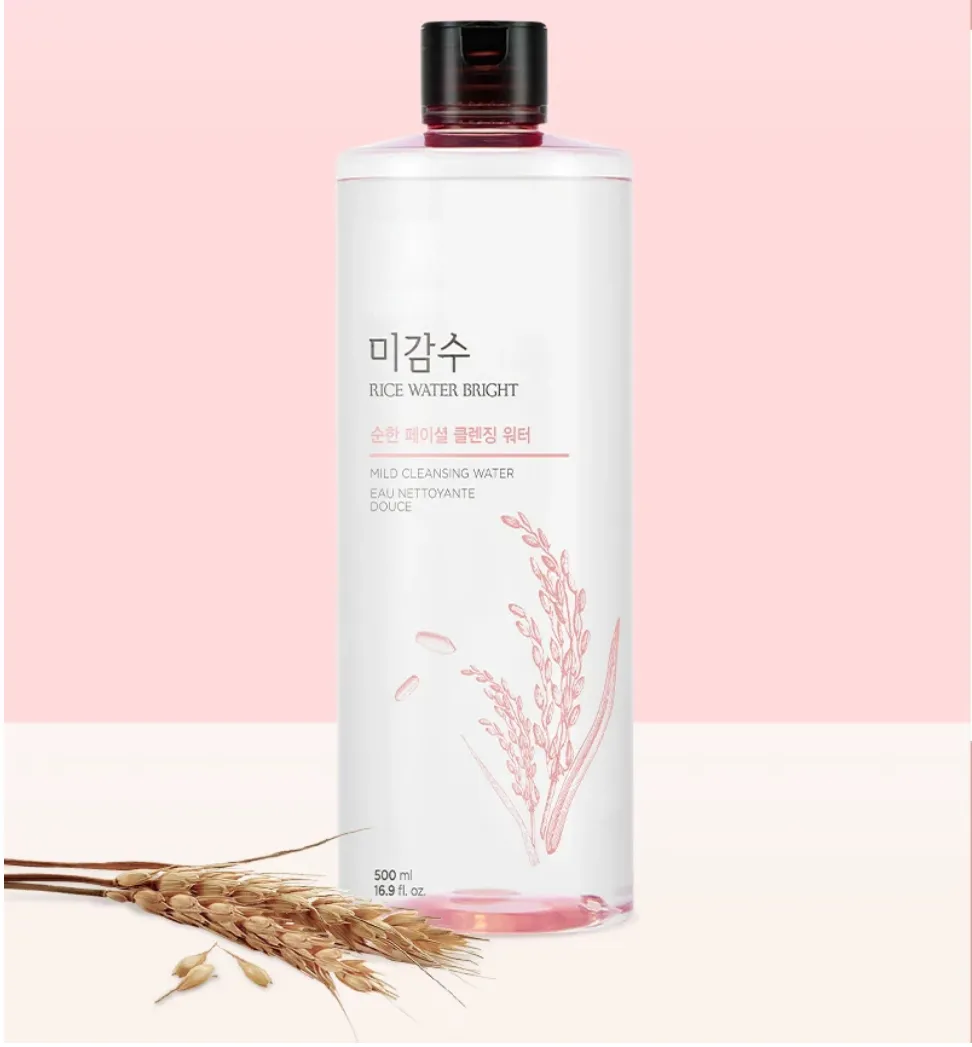 미감수
RICE WATER BRIGHT
순한 페이셜 클렌징 워터
MILD CLEANSING WATER
EAU NETTOYANTE
DOUCE
500 ml
16.9 fl. oz.